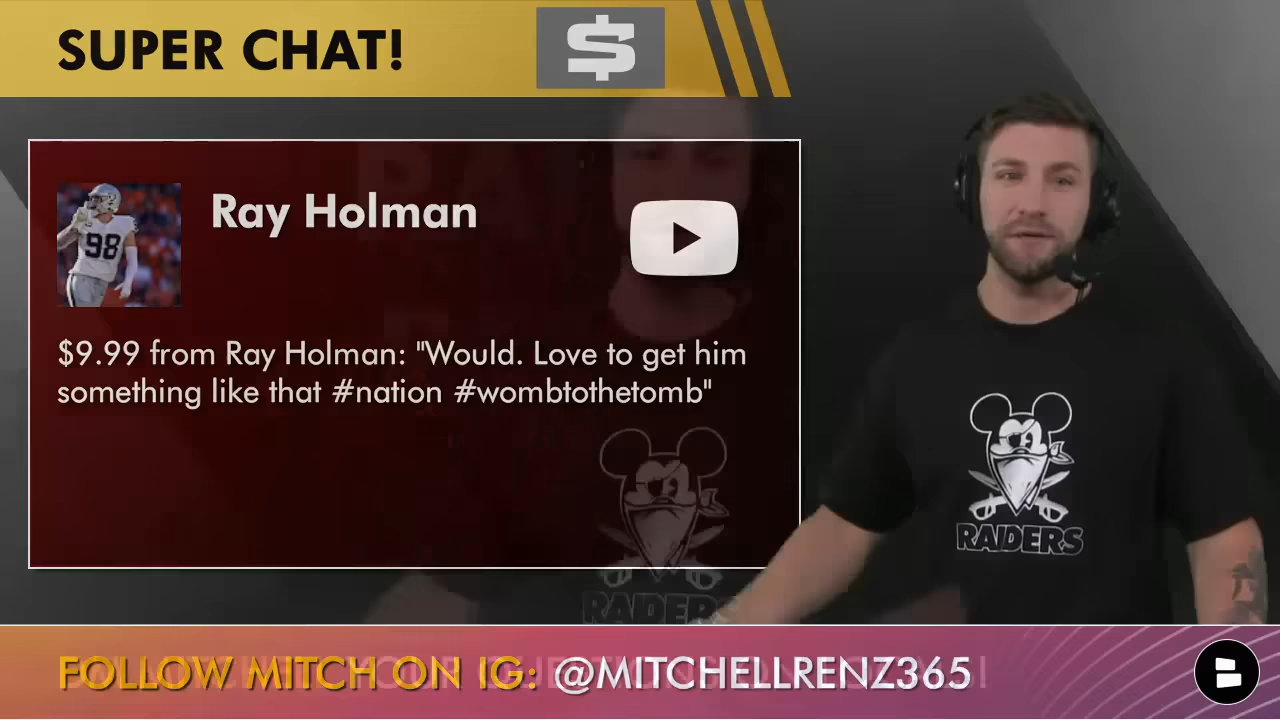 SUPER CHAT!
$
98
Ray Holman
$9.99 from Ray Holman: "Would. Love to get him
something like that #nation #wombtothetomb"
RAIDERS
RAIDERS
FOLLOW MITCH ON IG: @MITCHELLRENZ365